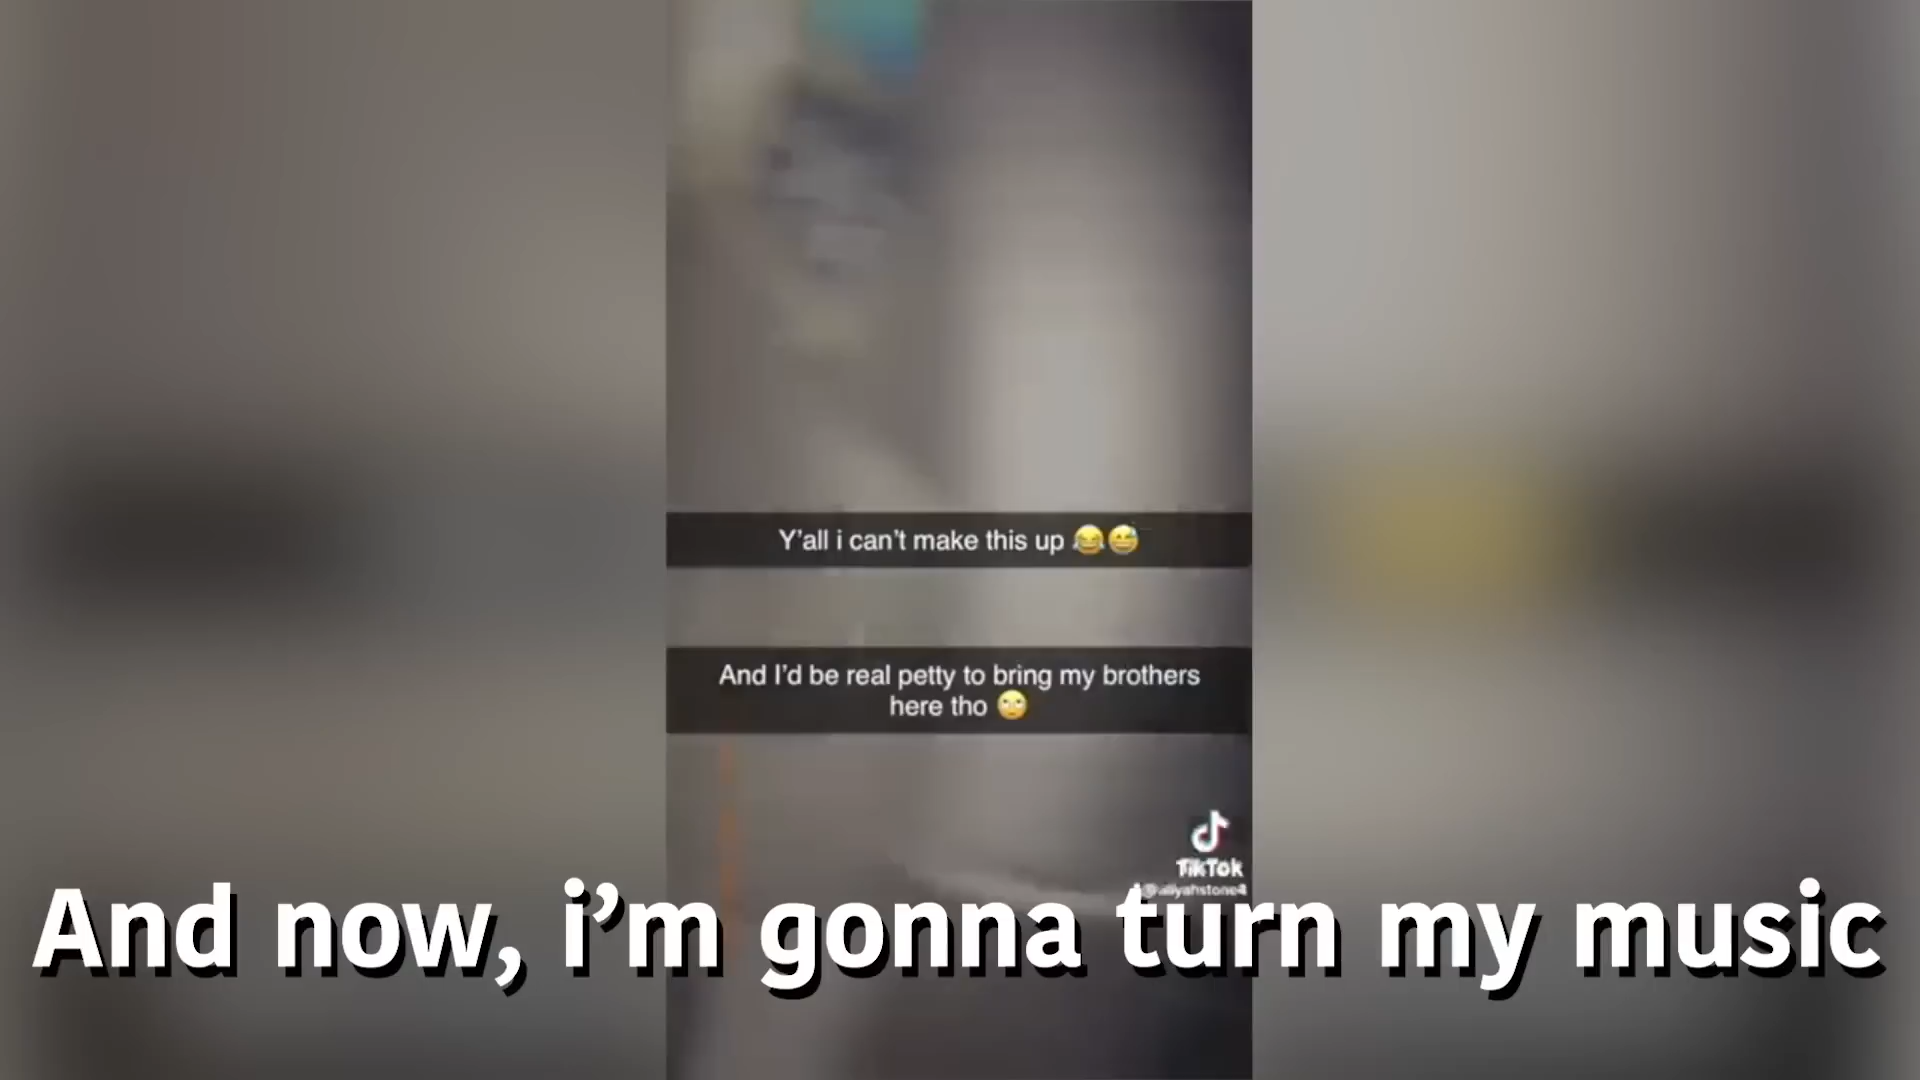 Y'all i can't make this up 😂😅
And I'd be real petty to bring my brothers
here tho 🙄
TikTok
@aliyahstone4
And now, i'm gonna turn my music